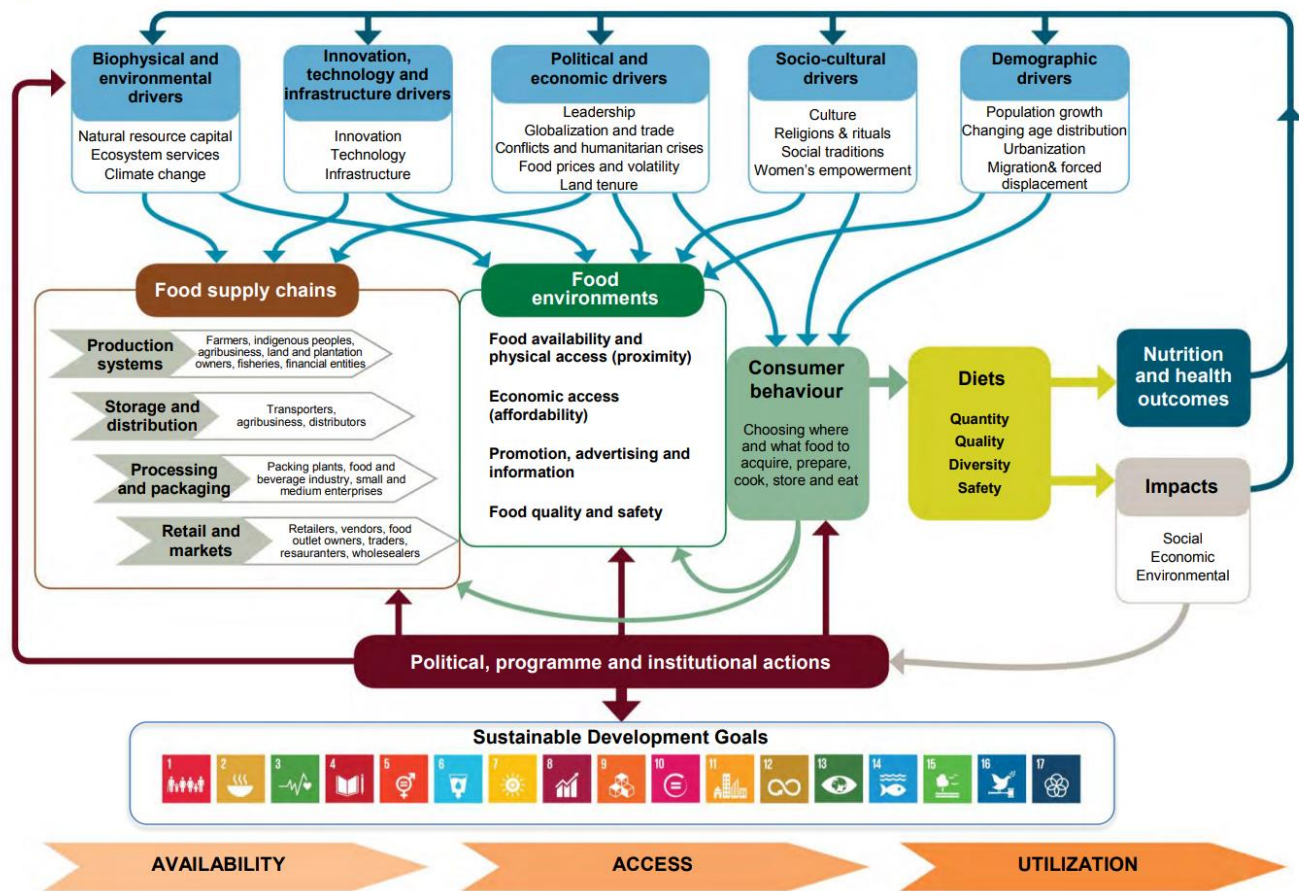 Biophysical and
environmental
drivers
Natural resource capital
Ecosystem services
Climate change
Innovation,
technology and
infrastructure drivers
Innovation
Technology
Infrastructure
Political and
economic drivers
Leadership
Globalization and trade
Conflicts and humanitarian crises
Food prices and volatility
Land tenure
Socio-cultural
drivers
Culture
Religions & rituals
Social traditions
Women's empowerment
Demographic
drivers
Population growth
Changing age distribution
Urbanization
Migration& forced
displacement
Food supply chains
Production
systems
Farmers, indigenous peoples,
agribusiness, land and plantation
owners, fisheries, financial entities
Storage and
distribution
Transporters,
agribusiness, distributors
Processing
and packaging
Packing plants, food and
beverage industry, small and
medium enterprises
Retail and
markets
Retailers, vendors, food
outlet owners, traders,
resauranters, wholesealers
Food
environments
Food availability and
physical access (proximity)
Economic access
(affordability)
Promotion, advertising and
information
Food quality and safety
Consumer
behaviour
Choosing where
and what food to
acquire, prepare,
cook, store and eat
Diets
Quantity
Quality
Diversity
Safety
Nutrition
and health
outcomes
Impacts
Social
Economic
Environmental
Political, programme and institutional actions
Sustainable Development Goals
1 2 3 4 5 6 7 8 9 10 11 12 13 14 15 16 17
AVAILABILITY ACCESS UTILIZATION